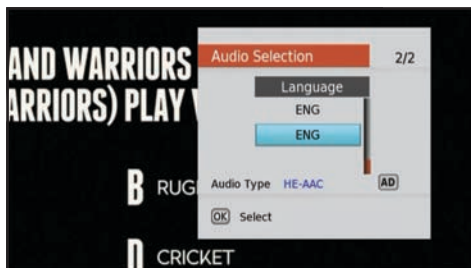 AND WARRIORS
ARRIORS) PLAY
B RUG
D CRICKET
Audio Selection 2/2
Language
ENG
ENG
Audio Type HE-AAC AD
OK Select